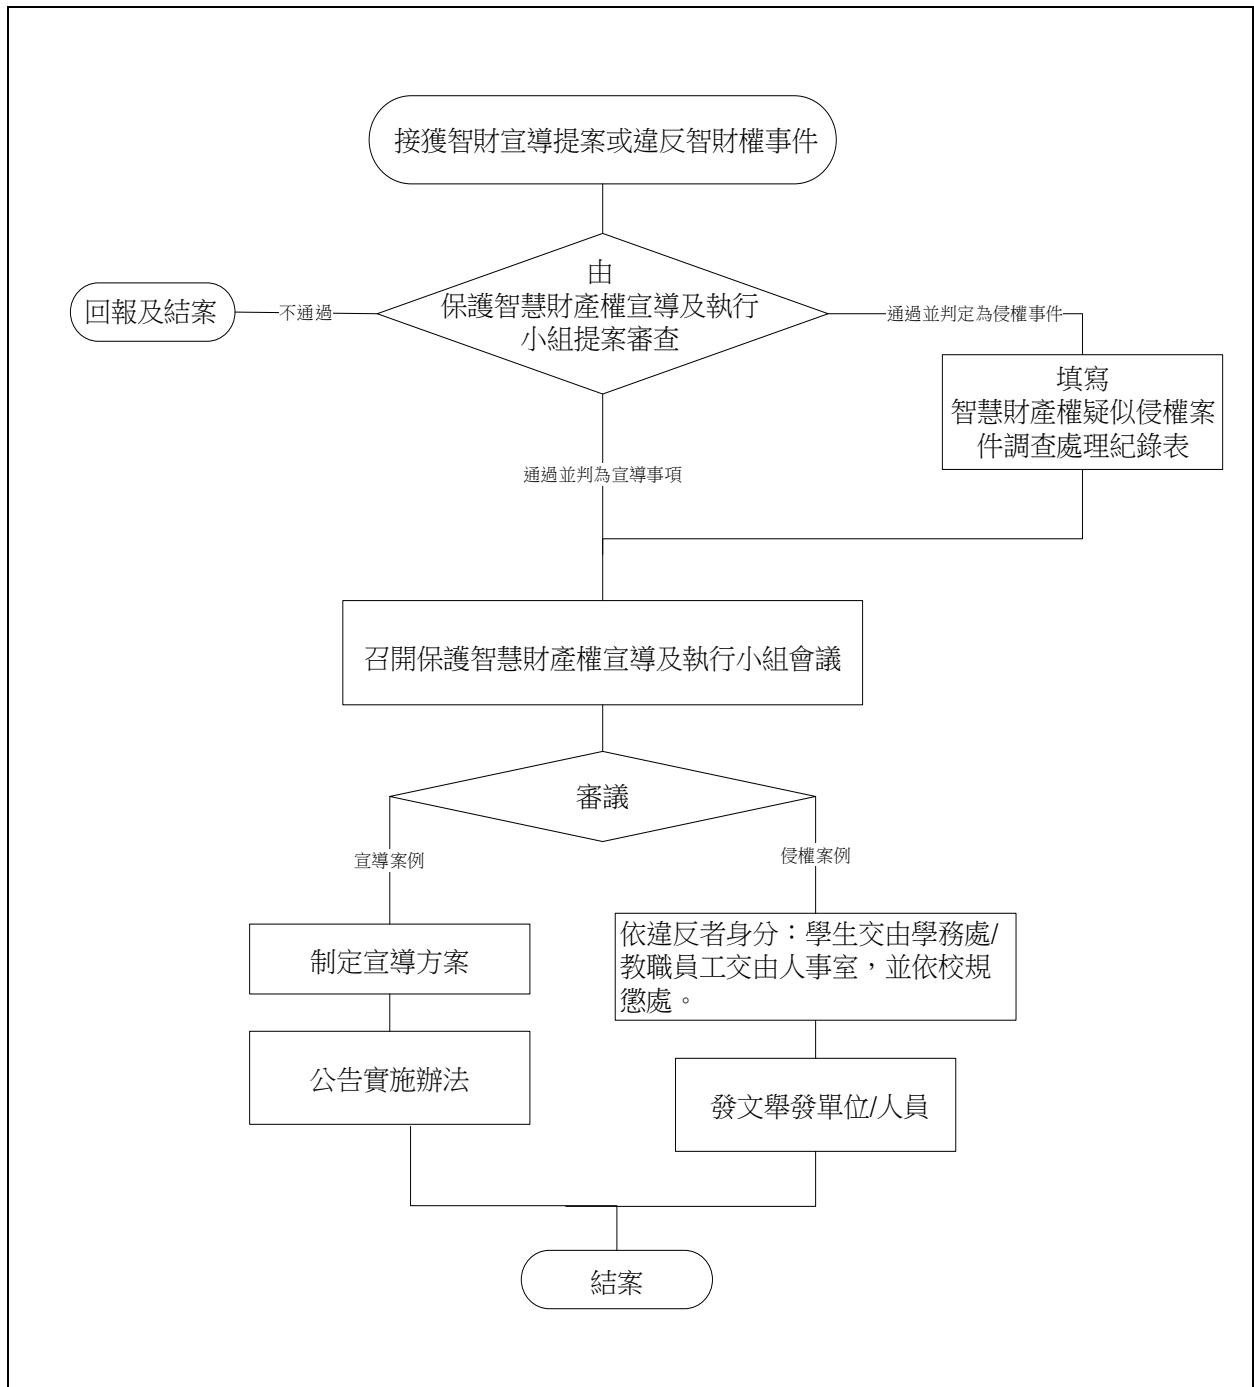 接獲智財宣導提案或違反智財權事件
由
保護智慧財產權宣導及執行
小組提案審查
回報及結案
不通過
通過並判定為侵權事件
填寫
智慧財產權疑似侵權案
件調查處理紀錄表
通過並判為宣導事項
召開保護智慧財產權宣導及執行小組會議
審議
宣導案例
侵權案例
制定宣導方案
依違反者身分：學生交由學務處/
教職員工交由人事室，並依校規
懲處。
公告實施辦法
發文舉發單位/人員
結案